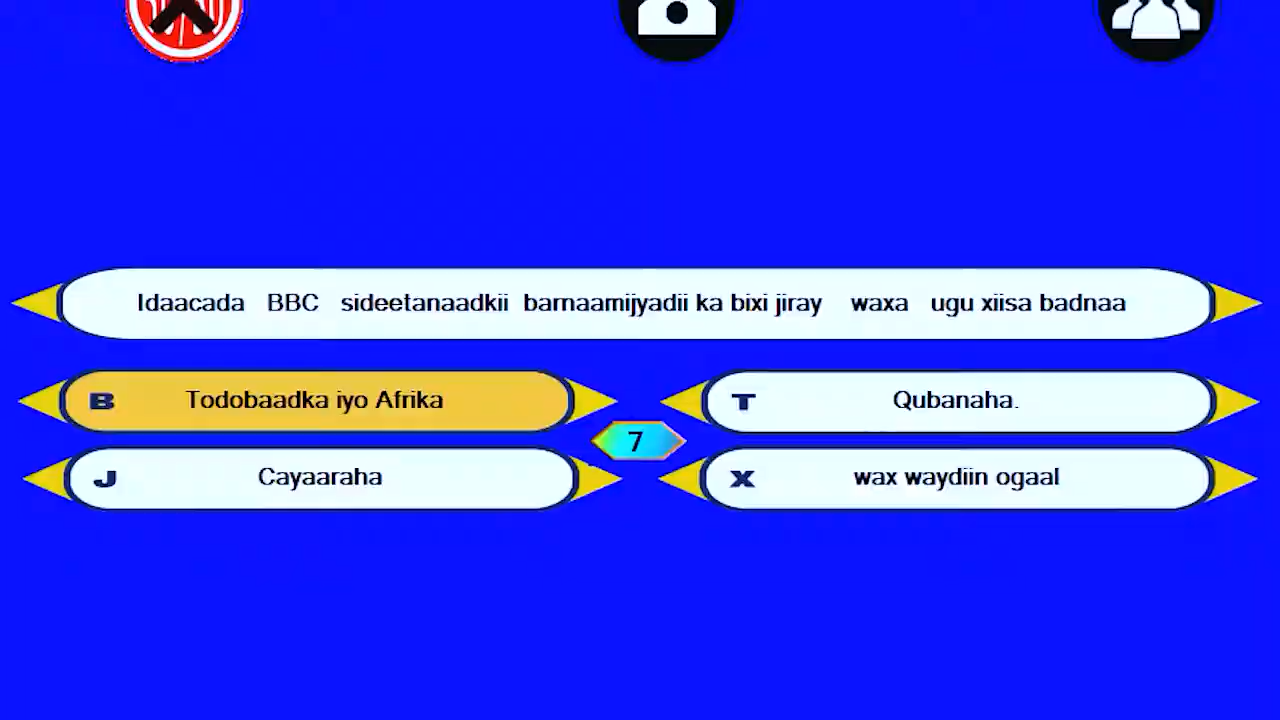 Idaacada BBC sideetanaadkii barnaamijyadii ka bixi jiray waxa ugu xiisa badnaa
B Todobaadka iyo Afrika
T Qubanaha.
7
J Cayaaraha
X wax waydiin ogaal